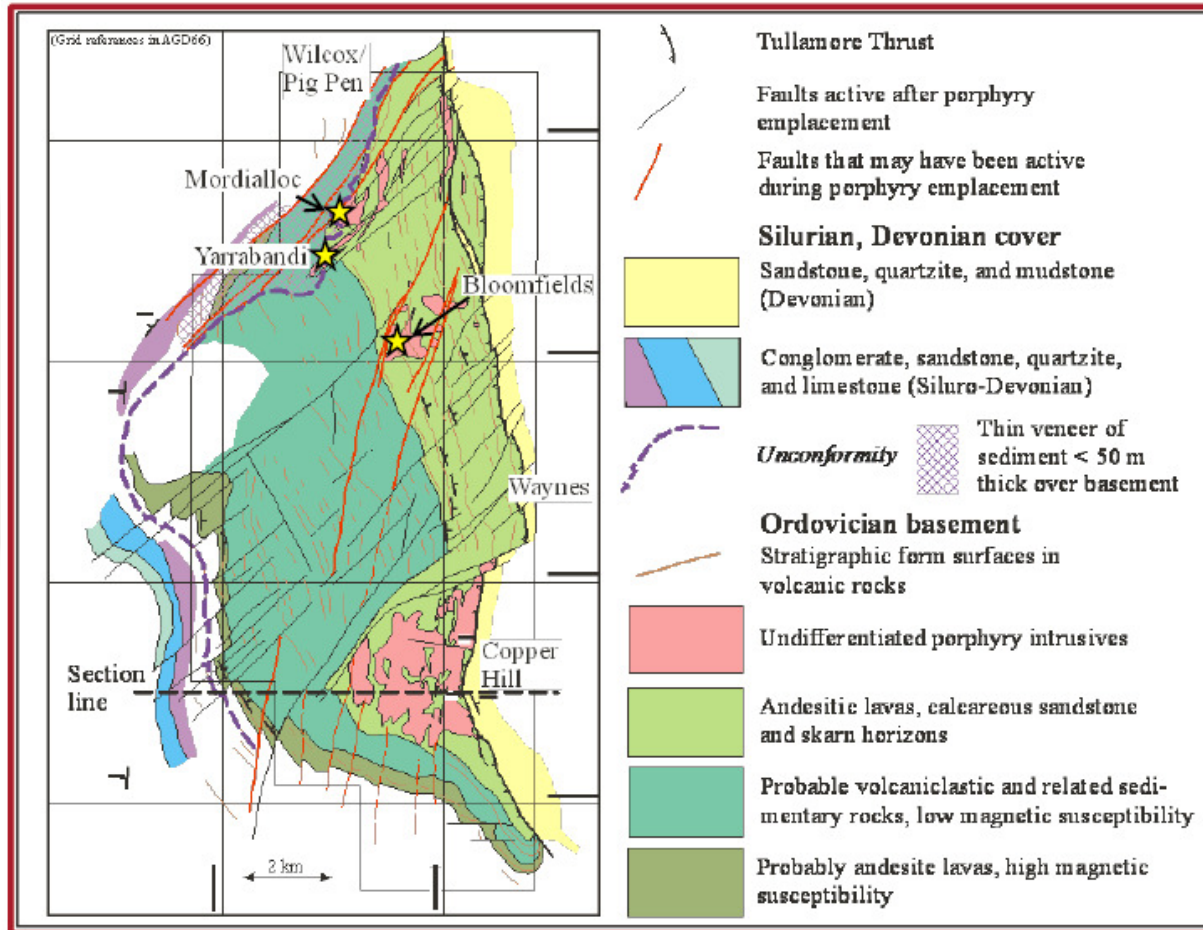 (Grid references in AGD66)
Wilcox/
Pig Pen
Mordialloc
Yarrabandi
Bloomfields
Waynes
Copper
Hill
Section
line
2 km
Tullamore Thrust
Faults active after porphyry
emplacement
Faults that may have been active
during porphyry emplacement
Silurian, Devonian cover
Sandstone, quartzite, and mudstone
(Devonian)
Conglomerate, sandstone, quartzite,
and limestone (Siluro-Devonian)
Unconformity
Thin veneer of
sediment < 50 m
thick over basement
Ordovician basement
Stratigraphic form surfaces in
volcanic rocks
Undifferentiated porphyry intrusives
Andesitic lavas, calcareous sandstone
and skarn horizons
Probable volcaniclastic and related sedi-
mentary rocks, low magnetic susceptibility
Probably andesite lavas, high magnetic
susceptibility